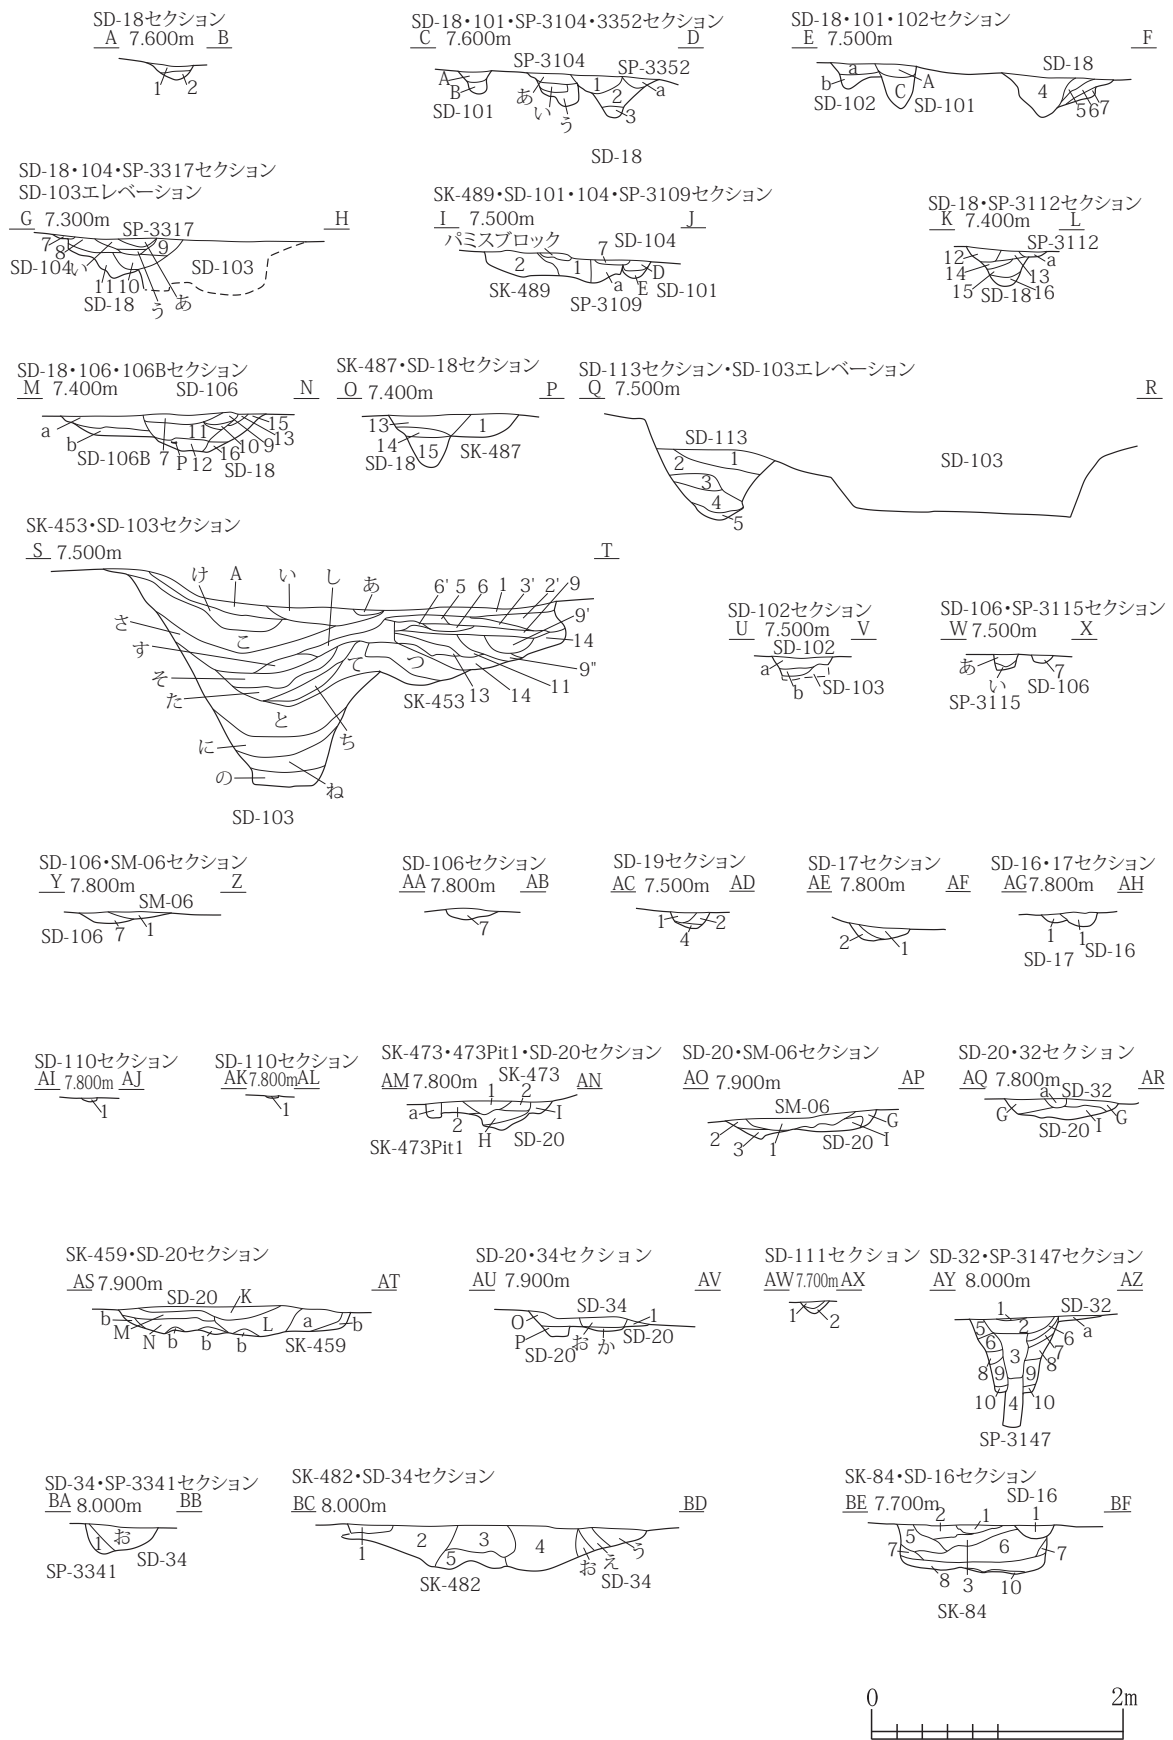 SD-18セクション
A 7.600m B
1 2
SD-18・101・SP-3104・3352セクション
C 7.600m D
SP-3104
SP-3352
A 1 2 a
B あ
SD-101 い う 3
SD-18
SD-18・101・102セクション
E 7.500m F
SD-18
a A
b C 4
SD-102 SD-101 5 6 7
SD-18・104・SP-3317セクション
SD-103エレベーション
G 7.300m H
SP-3317
7 8 9
SD-104 い SD-103
11 10
SD-18 う あ
SK-489・SD-101・104・SP-3109セクション
I 7.500m J
パミスブロック 7 SD-104
2 1 a D
SK-489 E SD-101
SP-3109
SD-18・SP-3112セクション
K 7.400m L
SP-3112
12 a
14 13
15 SD-18 16
SD-18・106・106Bセクション
M 7.400m SD-106 N
a 11 15
b 13
SD-106B 7 P 12 16 10 9
SD-18
SK-487・SD-18セクション
O 7.400m P
13 1
14 15 SK-487
SD-18
SD-113セクション・SD-103エレベーション
Q 7.500m R
SD-113
2 1 SD-103
3
4
5
SK-453・SD-103セクション
S 7.500m T
け A い し あ 6' 5 6 1 3' 2' 9
さ 9'
す こ 14
そ て つ 9"
た SK-453 13 14 11
と
に ち
の ね
SD-103
SD-102セクション
U 7.500m V
SD-102
a
b SD-103
SD-106・SP-3115セクション
W 7.500m X
あ 7
い SD-106
SP-3115
SD-106・SM-06セクション
Y 7.800m Z
SM-06
SD-106 7 1
SD-106セクション
AA 7.800m AB
7
SD-19セクション
AC 7.500m AD
1 2
4
SD-17セクション
AE 7.800m AF
2 1
SD-16・17セクション
AG 7.800m AH
1 1 SD-16
SD-17
SD-110セクション
AI 7.800m AJ
1
SD-110セクション
AK 7.800m AL
1
SK-473・473Pit1・SD-20セクション
AM 7.800m SK-473 AN
1 2
a 2 I
H SD-20
SK-473Pit1
SD-20・SM-06セクション
AO 7.900m AP
SM-06
G
2 3 1 SD-20 I
SD-20・32セクション
AQ 7.800m AR
a SD-32
G G
SD-20 I
SK-459・SD-20セクション
AS 7.900m AT
SD-20 K
b M L a b
N b b b SK-459
SD-20・34セクション
AU 7.900m AV
SD-34
O 1
P SD-20
SD-20 お か
SD-111セクション
AW 7.700m AX
1 2
SD-32・SP-3147セクション
AY 8.000m AZ
1 SD-32
5 2 a
6 6
3 7
8 9 9 8
10 4 10
SP-3147
SD-34・SP-3341セクション
BA 8.000m BB
1 お
SD-34
SP-3341
SK-482・SD-34セクション
BC 8.000m BD
2 3 4
1 5 お え う
SK-482 SD-34
SK-84・SD-16セクション
BE 7.700m SD-16 BF
2 1 1
5 6
7 7
8 3 10
SK-84
0 2m